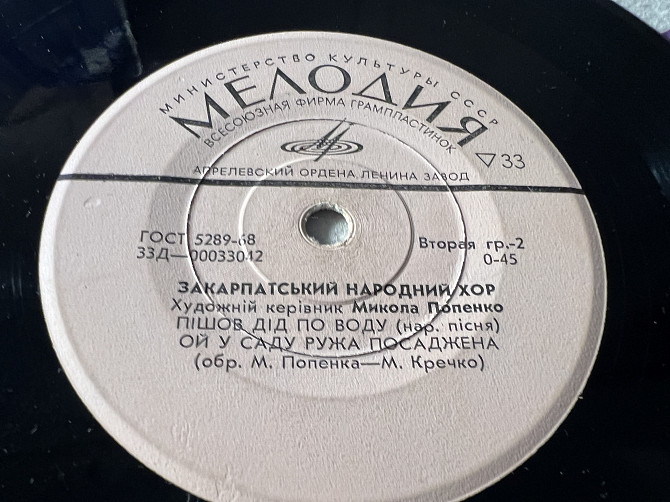 МИНИСТЕРСТВО КУЛЬТУРЫ СССР
МЕЛОДИЯ
ВСЕСОЮЗНАЯ ФИРМА ГРАМПЛАСТИНОК
▽33
АПРЕЛЕВСКИЙ ОРДЕНА ЛЕНИНА ЗАВОД
ГОСТ 5289-68
33Д—00033042
Вторая гр.-2
0-45
ЗАКАРПАТСЬКИЙ НАРОДНИЙ ХОР
Художній керівник Микола Попенко
ПІШОВ ДІД ПО ВОДУ (нар. пісня)
ОЙ У САДУ РУЖА ПОСАДЖЕНА
(обр. М. Попенка—М. Кречко)